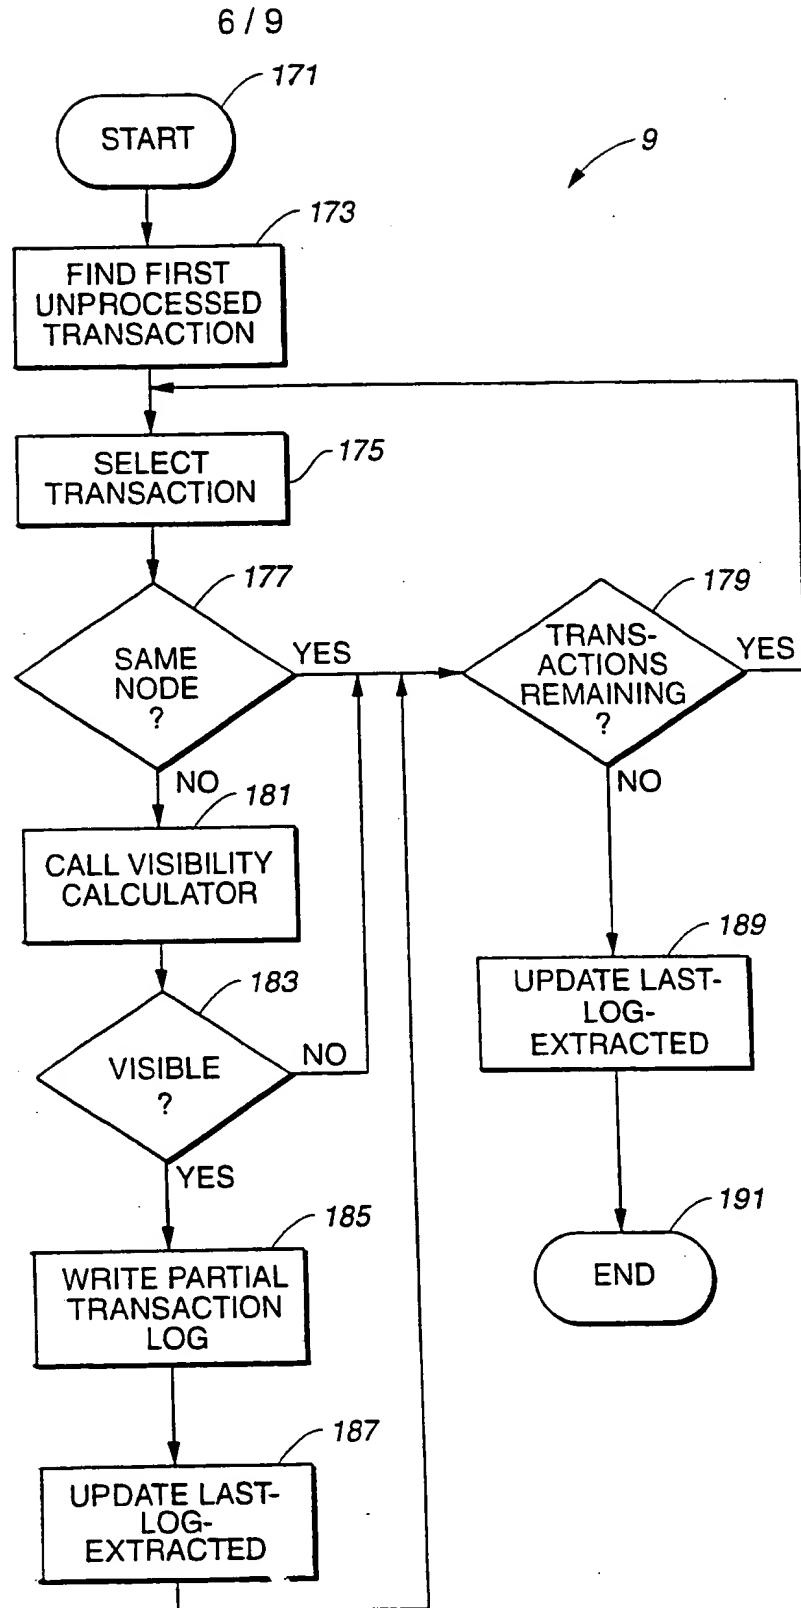 6 / 9
171
START
9
173
FIND FIRST
UNPROCESSED
TRANSACTION
175
SELECT
TRANSACTION
177
SAME
NODE
?
YES
NO
179
TRANS-
ACTIONS
REMAINING
?
YES
NO
181
CALL VISIBILITY
CALCULATOR
183
VISIBLE
?
NO
YES
189
UPDATE LAST-
LOG-
EXTRACTED
185
WRITE PARTIAL
TRANSACTION
LOG
191
END
187
UPDATE LAST-
LOG-
EXTRACTED